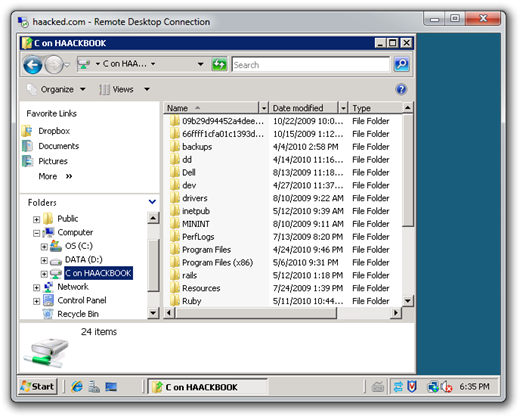 haacked.com - Remote Desktop Connection
C on HAACKBOOK
C on HAA...
Search
Organize Views
Favorite Links
Dropbox
Documents
Pictures
More »
Folders
Public
Computer
OS (C:)
DATA (D:)
C on HAACKBOOK
Network
Control Panel
Recycle Bin
Name Date modified Type
09b29d94452a4dee... 10/22/2009 10:0... File Folder
66ffff1cfa01c1393d... 10/15/2009 1:12... File Folder
backups 4/4/2010 2:58 PM File Folder
dd 4/14/2010 11:16... File Folder
Dell 8/13/2009 11:18... File Folder
dev 4/27/2010 11:37... File Folder
drivers 8/10/2009 9:22 AM File Folder
inetpub 5/12/2010 9:39 AM File Folder
MININT 8/10/2009 9:01 AM File Folder
PerfLogs 7/13/2009 8:20 PM File Folder
Program Files 4/24/2010 9:46 PM File Folder
Program Files (x86) 5/6/2010 9:31 PM File Folder
rails 5/12/2010 1:18 PM File Folder
Resources 7/24/2009 1:39 PM File Folder
Ruby 5/11/2010 10:44... File Folder
24 items
Start C on HAACKBOOK 6:35 PM